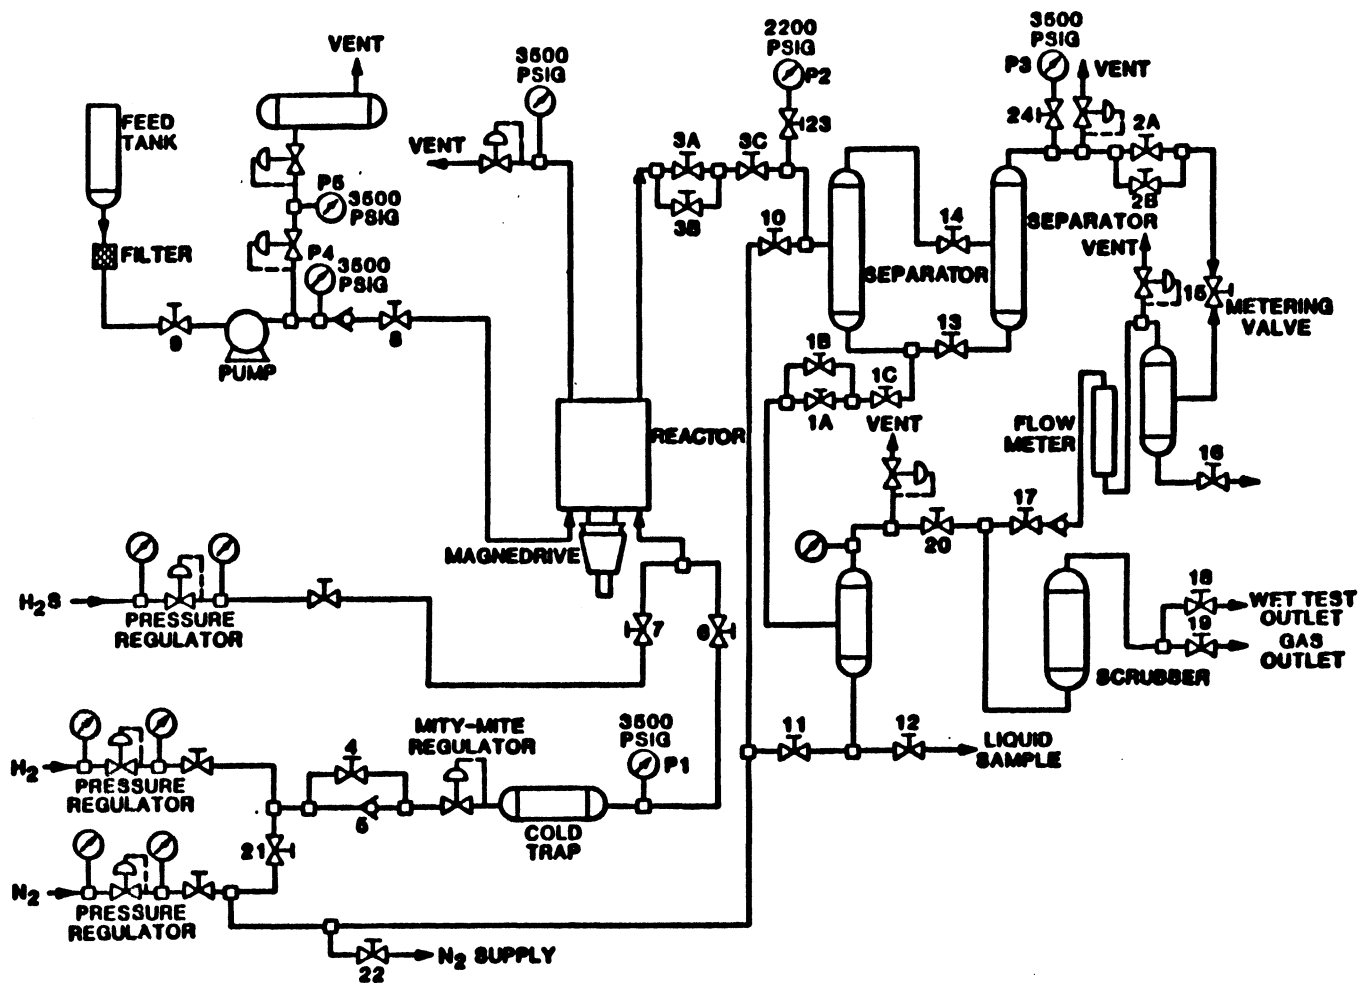 VENT
3500
PSIG
2200
PSIG
P2
3500
PSIG
P3
VENT
FEED
TANK
VENT
3A
3C
23
24
2A
P5
3500
PSIG
3B
10
14
2B
SEPARATOR
VENT
FILTER
P4
3500
PSIG
SEPARATOR
15
METERING
VALVE
9
PUMP
8
1B
13
1C
1A
VENT
REACTOR
FLOW
METER
16
17
MAGNEDRIVE
20
H2S
PRESSURE
REGULATOR
7
6
18
WET TEST
OUTLET
19
GAS
OUTLET
SCRUBBER
MITY-MITE
REGULATOR
3500
PSIG
P1
11
12
LIQUID
SAMPLE
4
H2
PRESSURE
REGULATOR
5
COLD
TRAP
21
N2
PRESSURE
REGULATOR
22
N2 SUPPLY